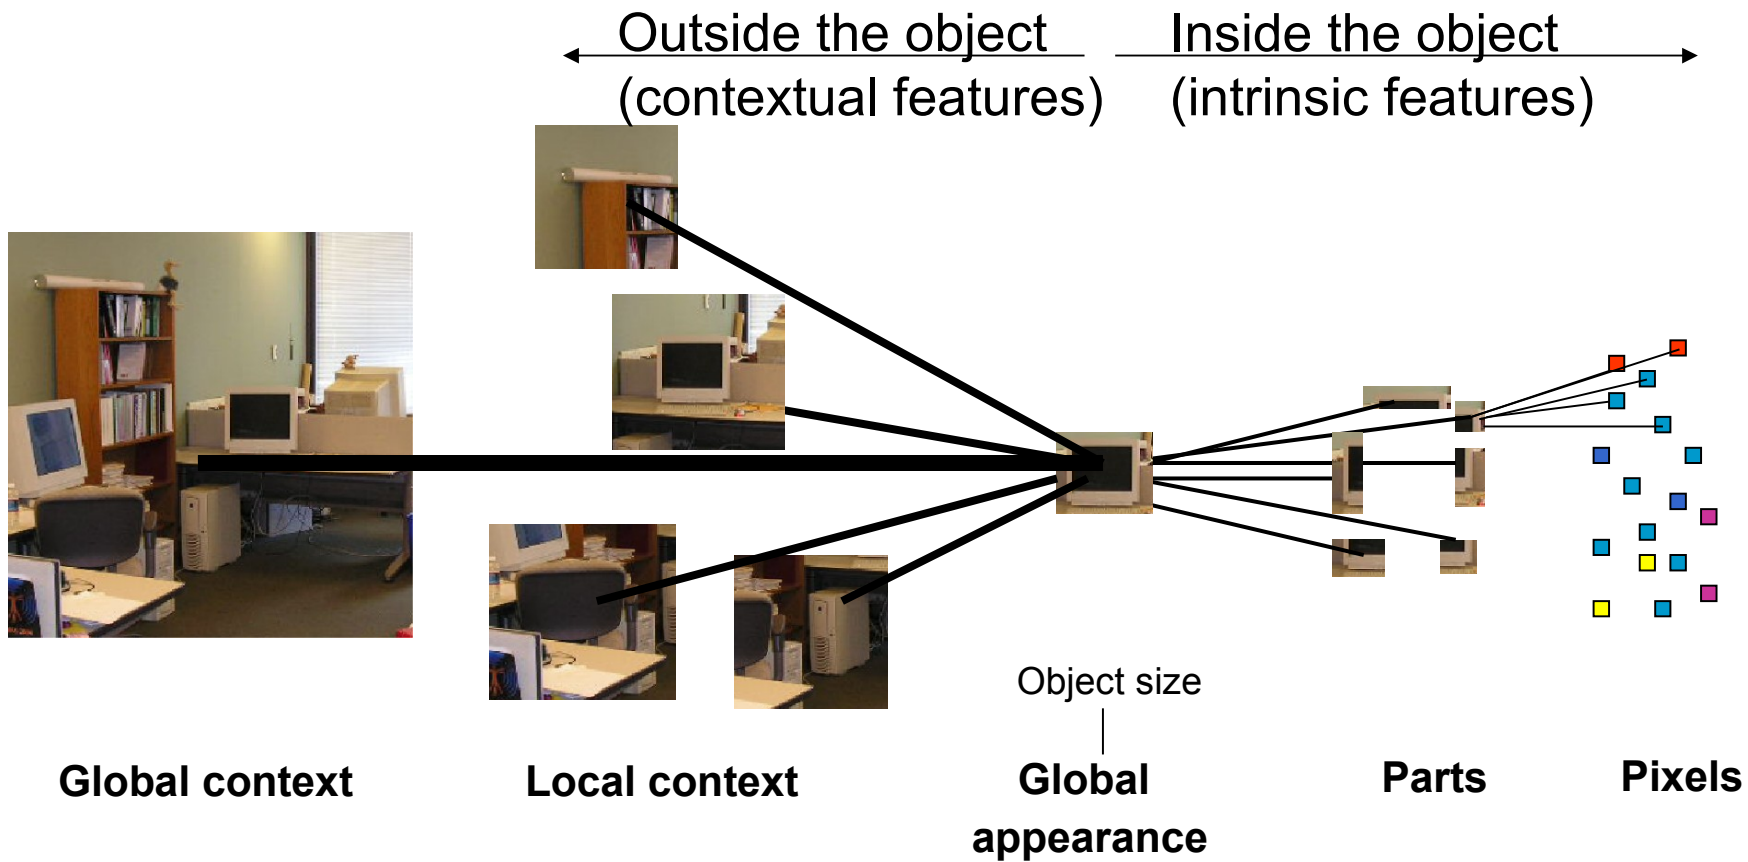 Outside the object
(contextual features)
Inside the object
(intrinsic features)
Object size
Global context
Local context
Global
appearance
Parts
Pixels